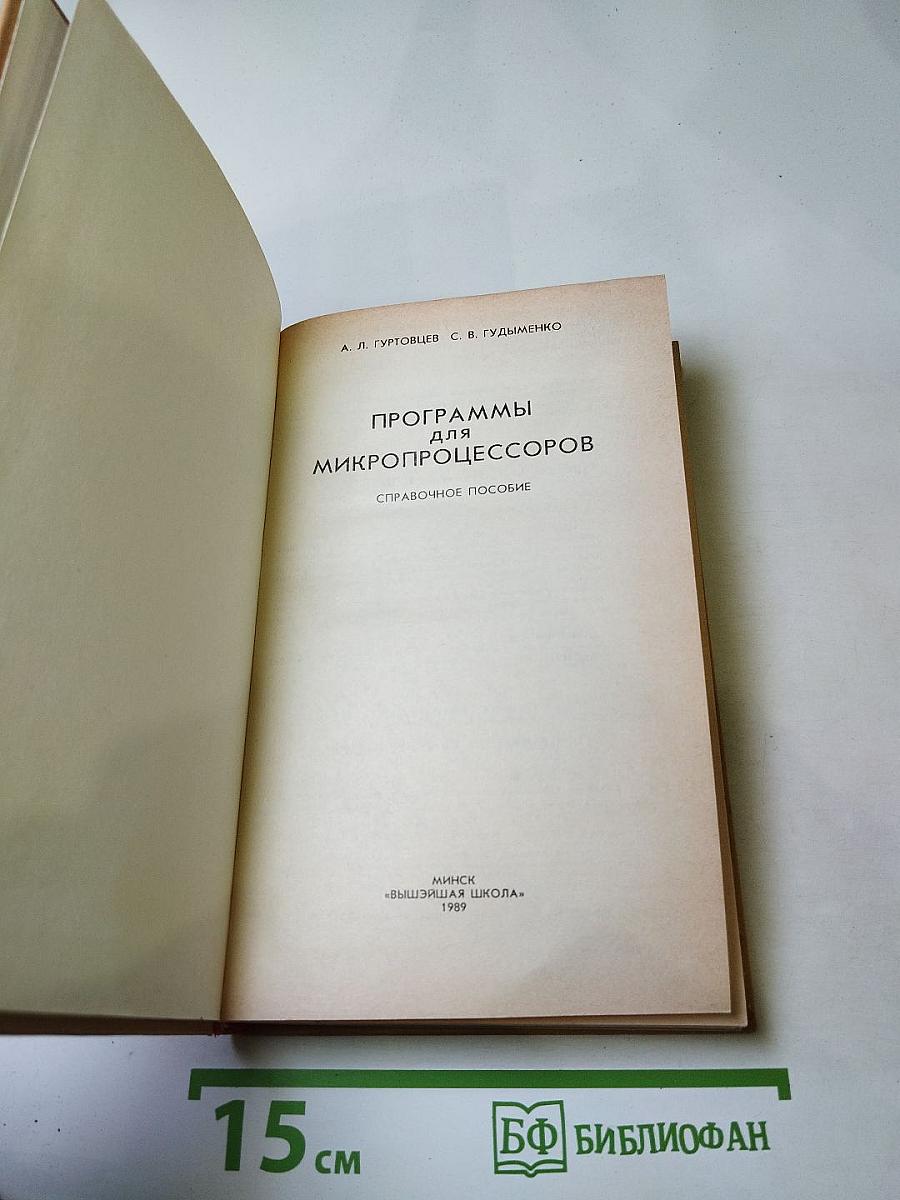 А. Л. ГУРТОВЦЕВ С. В. ГУДЫМЕНКО
ПРОГРАММЫ
для
МИКРОПРОЦЕССОРОВ
СПРАВОЧНОЕ ПОСОБИЕ
МИНСК
«ВЫШЭЙШАЯ ШКОЛА»
1989
15 см
БФ БИБЛИОФАН